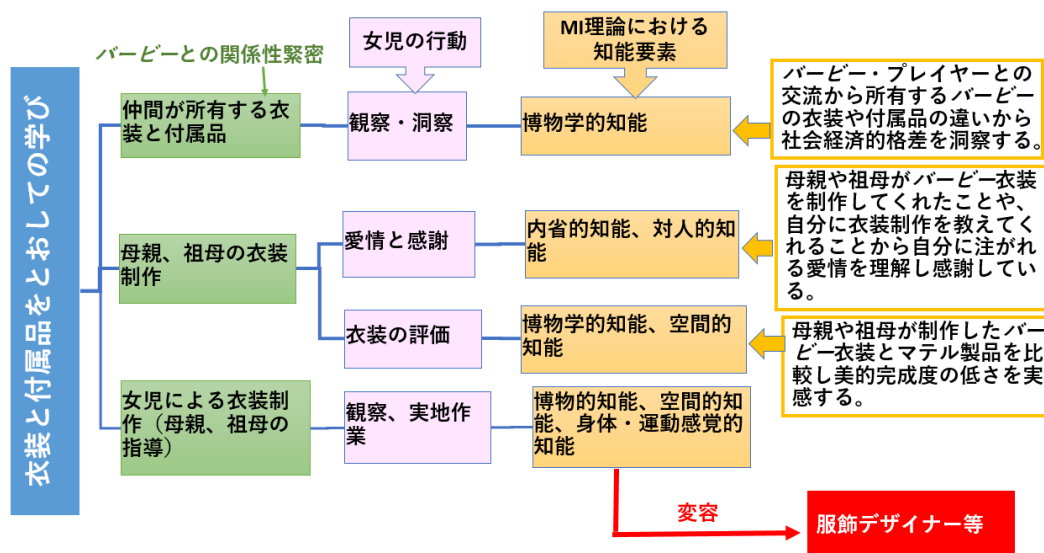 衣装と付属品をとおしての学び
バービーとの関係性緊密
女児の行動
MI理論における
知能要素
仲間が所有する衣
装と付属品
観察・洞察
博物学的知能
バービー・プレイヤーとの
交流から所有するバービー
の衣装や付属品の違いから
社会経済的格差を洞察する。
母親、祖母の衣装
制作
愛情と感謝
内省的知能、対人的知
能
母親や祖母がバービー衣装
を制作してくれたことや、
自分に衣装制作を教えてく
れることから自分に注がれ
る愛情を理解し感謝してい
る。
衣装の評価
博物学的知能、空間的
知能
母親や祖母が制作したバー
ビー衣装とマテル製品を比
較し美的完成度の低さを実
感する。
女児による衣装制
作（母親、祖母の
指導）
観察、実地作
業
博物的知能、空間的知
能、身体・運動感覚的
知能
変容
服飾デザイナー等